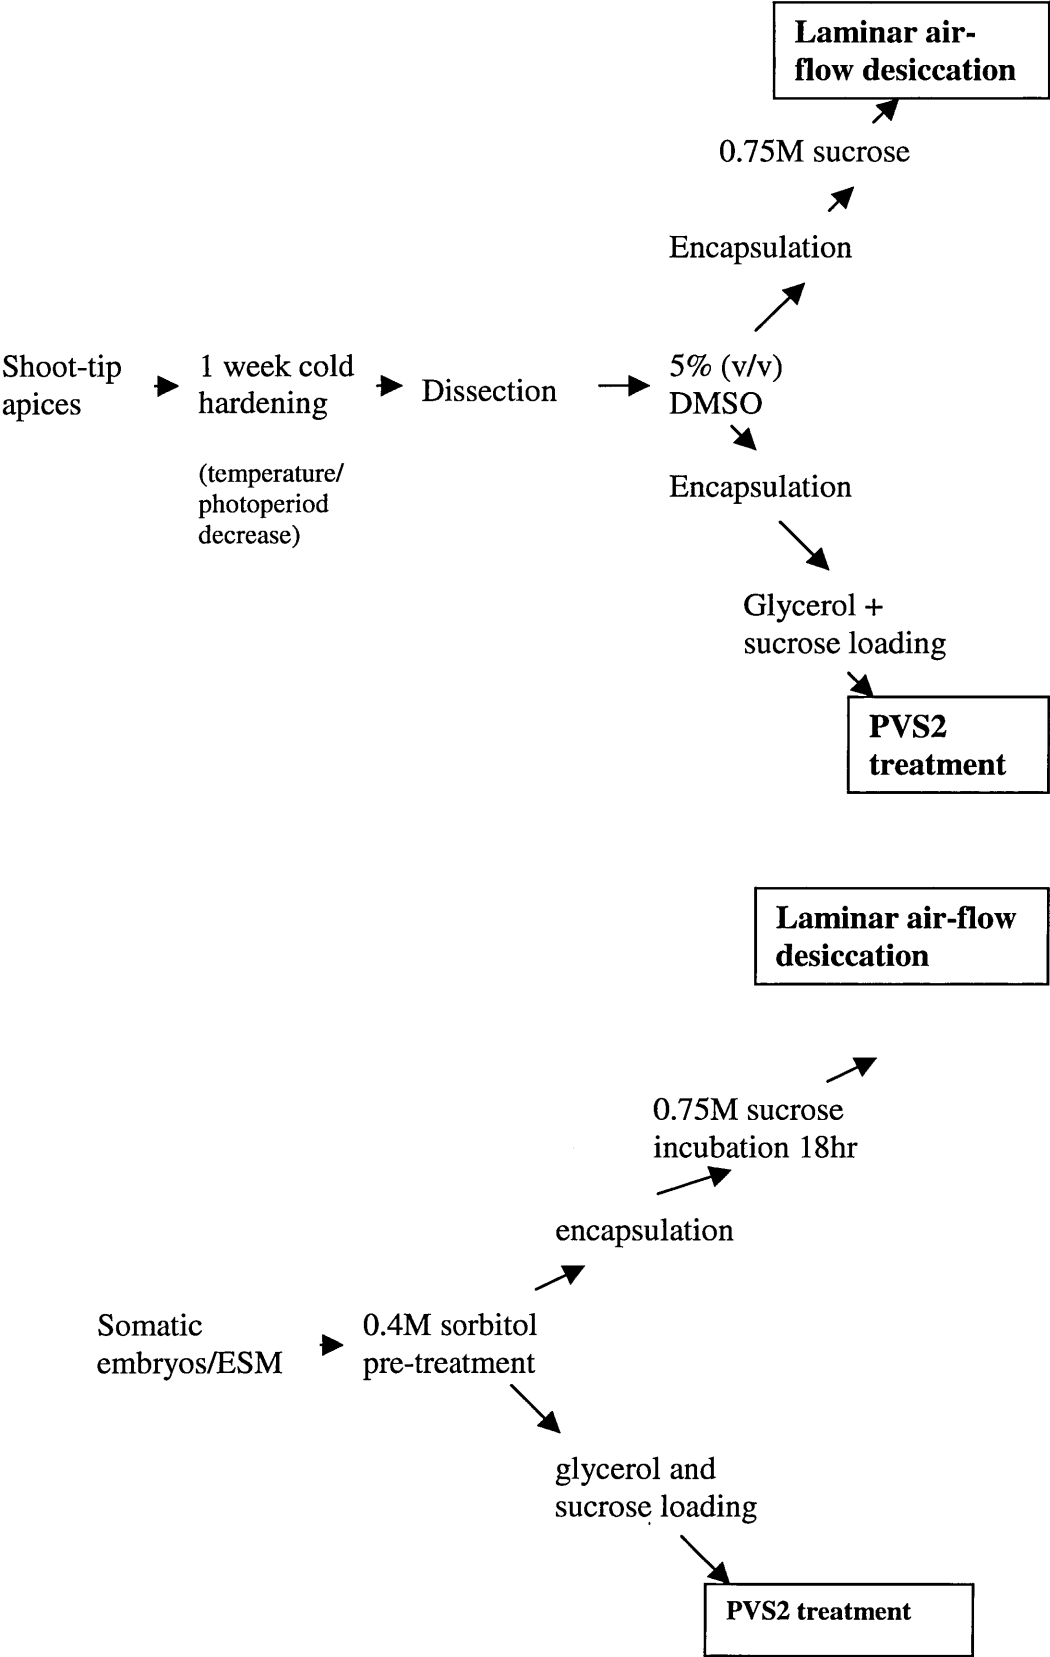 Laminar air-
flow desiccation
0.75M sucrose
Encapsulation
Shoot-tip
apices
1 week cold
hardening
(temperature/
photoperiod
decrease)
Dissection
5% (v/v)
DMSO
Encapsulation
Glycerol +
sucrose loading
PVS2
treatment
Laminar air-flow
desiccation
0.75M sucrose
incubation 18hr
encapsulation
Somatic
embryos/ESM
0.4M sorbitol
pre-treatment
glycerol and
sucrose loading
PVS2 treatment